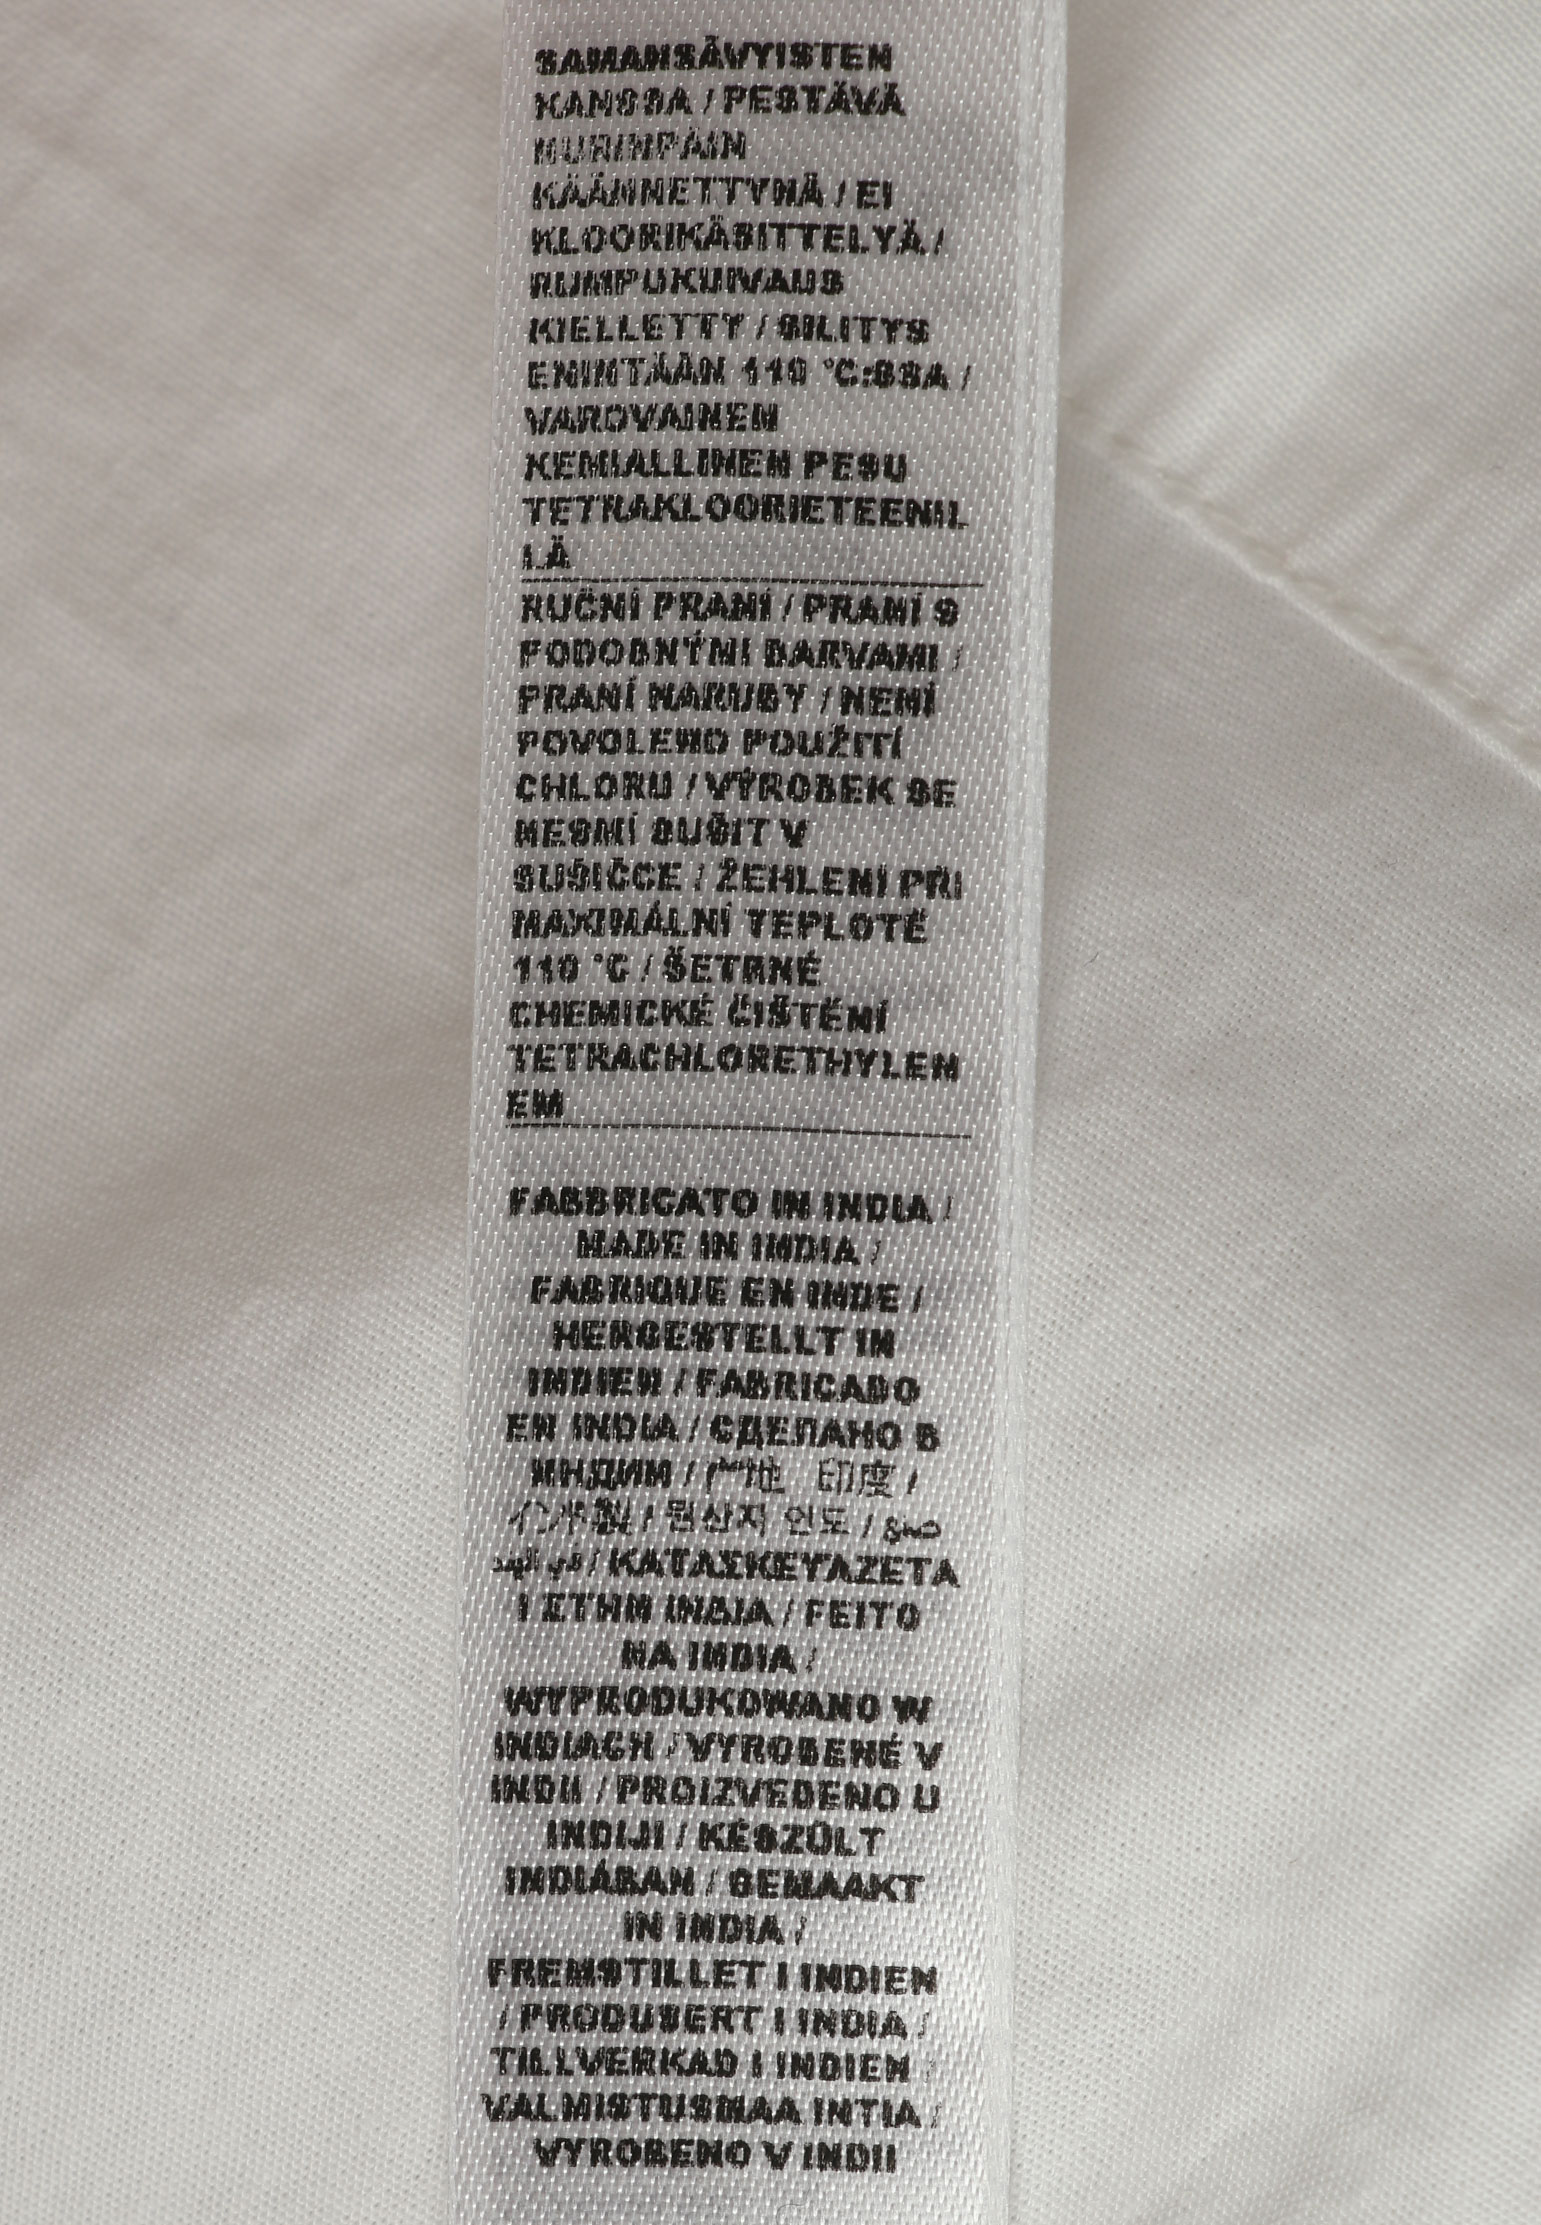 SAMANSÄVYISTEN
KANSSA / PESTÄVÄ
NURINPÄIN
KÄÄNNETTYNÄ / EI
KLOORIKÄSITTELYÄ /
RUMPUKUIVAUS
KIELLETTY / SILITYS
ENINTÄÄN 110 °C:SSA /
VAROVAINEN
KEMIALLINEN PESU
TETRAKLOORIETEENIL
LÄ
RUČNÍ PRANÍ / PRANÍ S
PODOBNÝMI BARVAMI /
PRANÍ NARUBY / NENÍ
POVOLENO POUŽITÍ
CHLORU / VÝROBEK SE
NESMÍ SUŠIT V
SUŠIČCE / ŽEHLENÍ PŘI
MAXIMÁLNÍ TEPLOTĚ
110 °C / ŠETRNÉ
CHEMICKÉ ČIŠTĚNÍ
TETRACHLORETHYLEN
EM
FABBRICATO IN INDIA /
MADE IN INDIA /
FABRIQUE EN INDE /
HERGESTELLT IN
INDIEN / FABRICADO
EN INDIA / СДЕЛАНО В
ИНДИИ / 产地 印度 /
インド製 / 원산지 인도 / صنع
في الهند / ΚΑΤΑΣΚΕΥΑΖΕΤΑ
Ι ΣΤΗΝ ΙΝΔΙΑ / FEITO
NA INDIA /
WYPRODUKOWANO W
INDIACH / VYROBENÉ V
INDII / PROIZVEDENO U
INDIJI / KÉSZÜLT
INDIÁBAN / GEMAAKT
IN INDIA /
FREMSTILLET I INDIEN
/ PRODUSERT I INDIA /
TILLVERKAD I INDIEN /
VALMISTUSMAA INTIA /
VYROBENO V INDII